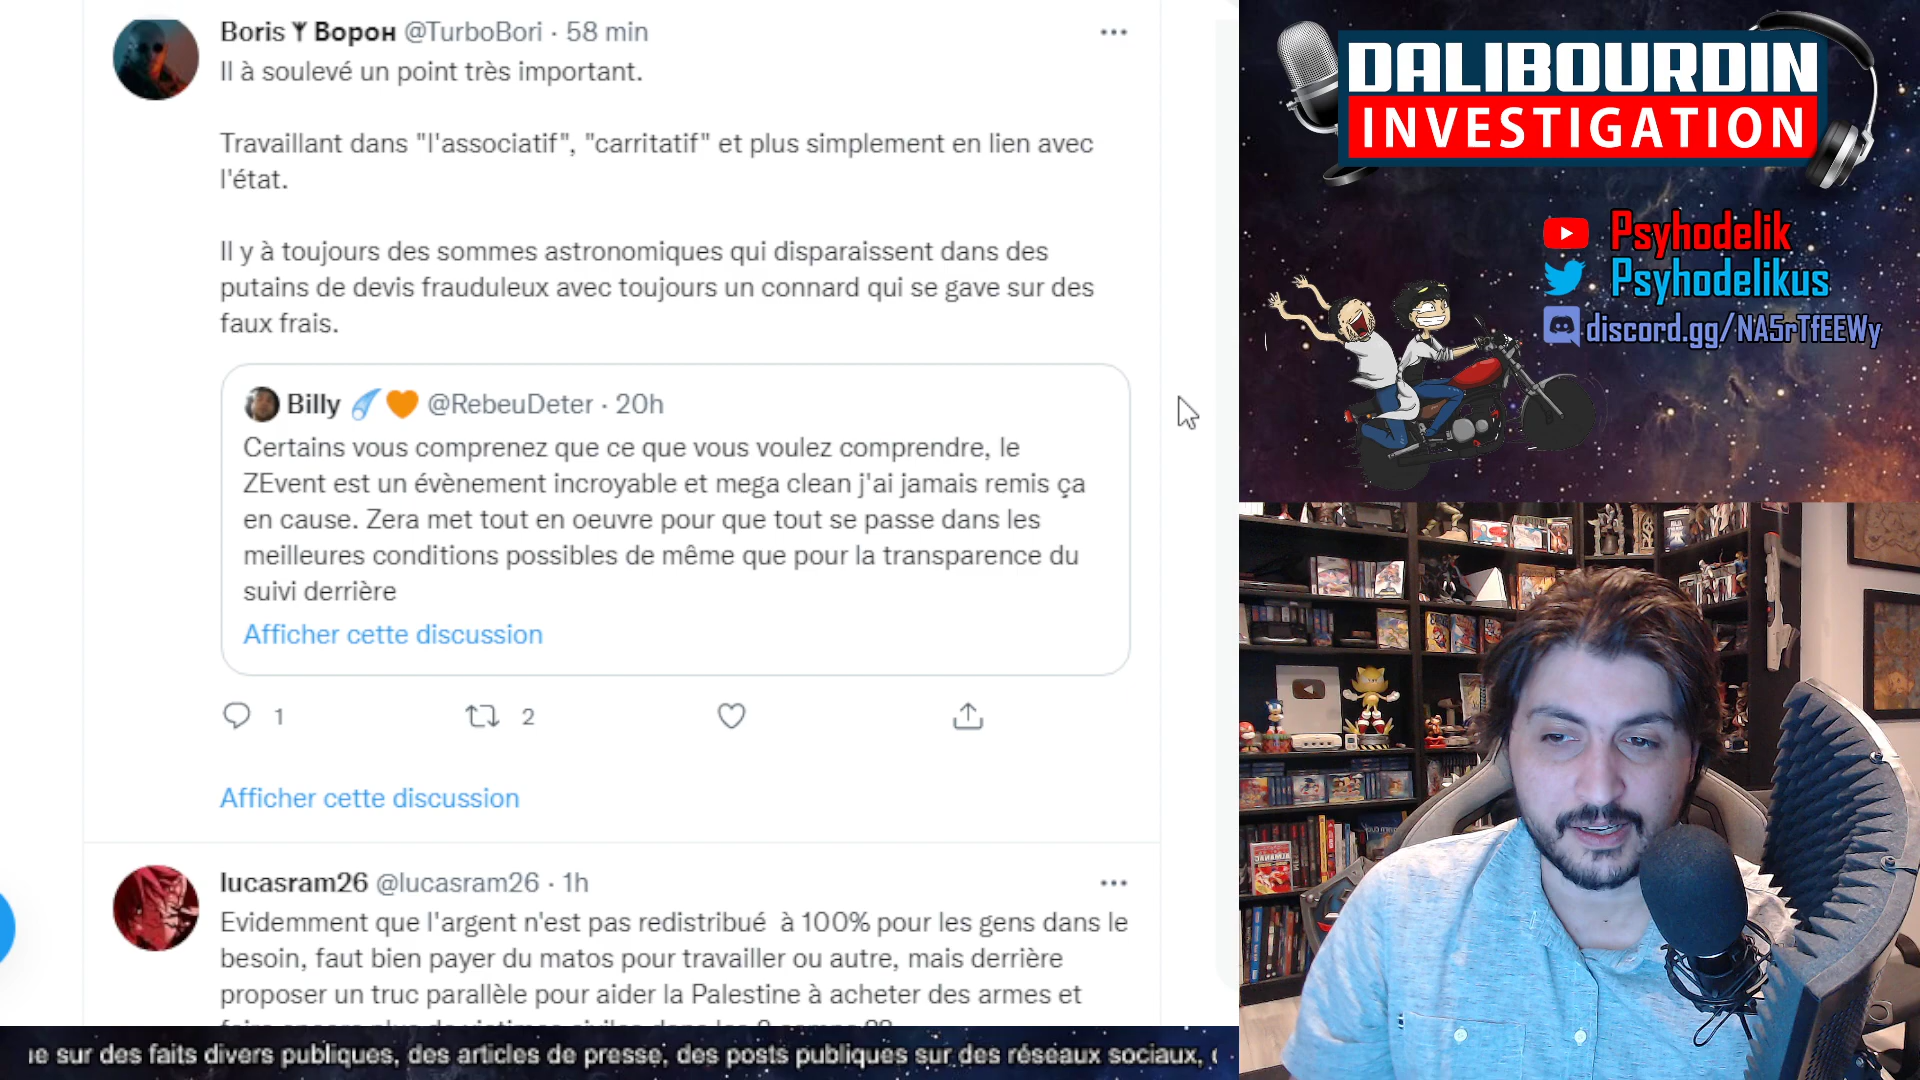 Boris ᛉ Ворон @TurboBori · 58 min
Il à soulevé un point très important.
Travaillant dans "l'associatif", "carritatif" et plus simplement en lien avec
l'état.
Il y à toujours des sommes astronomiques qui disparaissent dans des
putains de devis frauduleux avec toujours un connard qui se gave sur des
faux frais.
Billy ☄️🧡 @RebeuDeter · 20h
Certains vous comprenez que ce que vous voulez comprendre, le
ZEvent est un évènement incroyable et mega clean j'ai jamais remis ça
en cause. Zera met tout en oeuvre pour que tout se passe dans les
meilleures conditions possibles de même que pour la transparence du
suivi derrière
Afficher cette discussion
1 2
Afficher cette discussion
lucasram26 @lucasram26 · 1h
Evidemment que l'argent n'est pas redistribué à 100% pour les gens dans le
besoin, faut bien payer du matos pour travailler ou autre, mais derrière
proposer un truc parallèle pour aider la Palestine à acheter des armes et
sur des faits divers publiques, des articles de presse, des posts publiques sur des réseaux sociaux,
DALIBOURDIN
INVESTIGATION
Psyhodelik
Psyhodelikus
discord.gg/NA5rTfEEWy